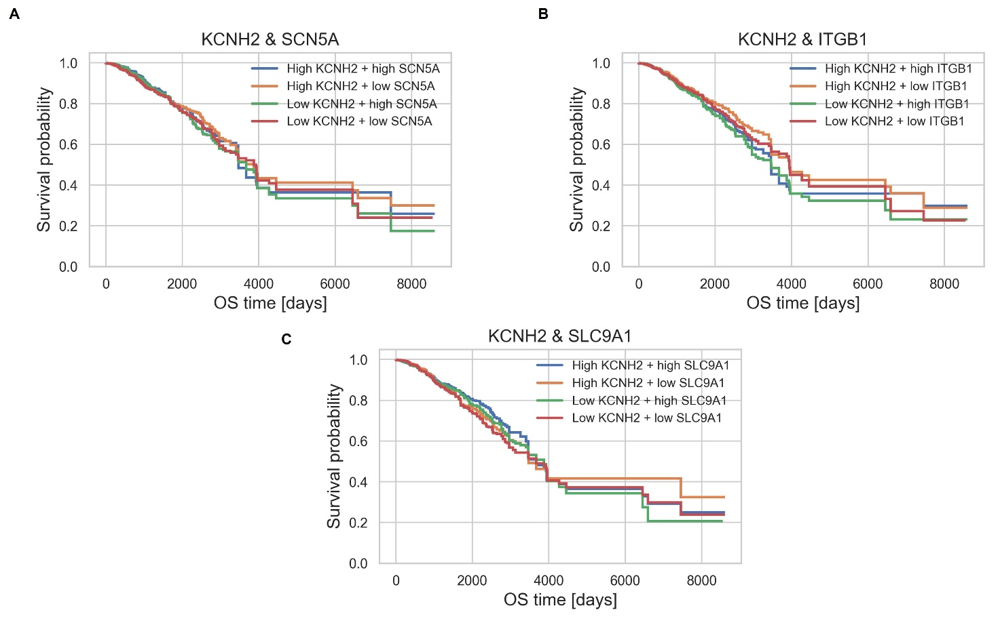 A
KCNH2 & SCN5A
Survival probability
1.0
0.8
0.6
0.4
0.2
0.0
High KCNH2 + high SCN5A
High KCNH2 + low SCN5A
Low KCNH2 + high SCN5A
Low KCNH2 + low SCN5A
0 2000 4000 6000 8000
OS time [days]
B
KCNH2 & ITGB1
Survival probability
1.0
0.8
0.6
0.4
0.2
0.0
High KCNH2 + high ITGB1
High KCNH2 + low ITGB1
Low KCNH2 + high ITGB1
Low KCNH2 + low ITGB1
0 2000 4000 6000 8000
OS time [days]
C
KCNH2 & SLC9A1
Survival probability
1.0
0.8
0.6
0.4
0.2
0.0
High KCNH2 + high SLC9A1
High KCNH2 + low SLC9A1
Low KCNH2 + high SLC9A1
Low KCNH2 + low SLC9A1
0 2000 4000 6000 8000
OS time [days]